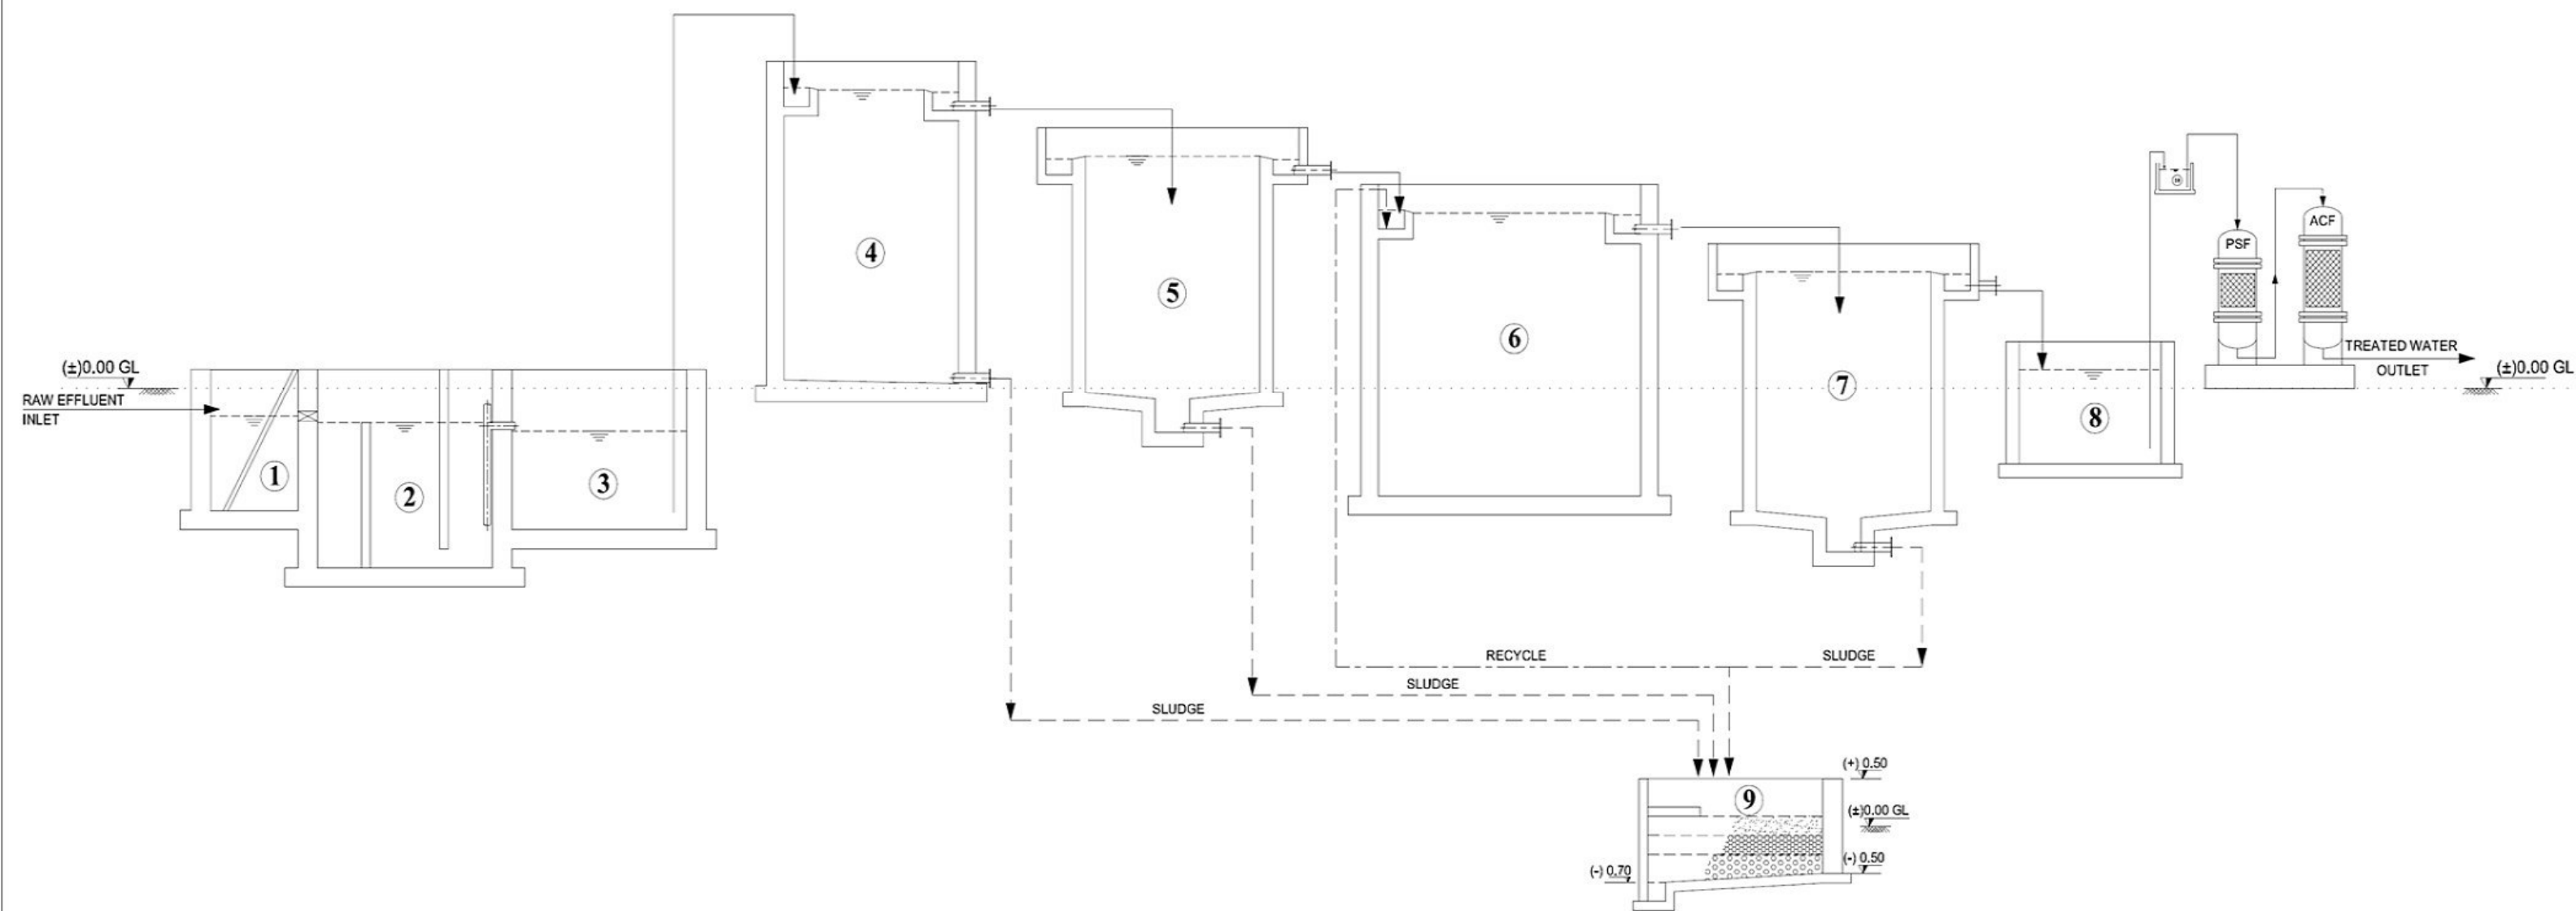 (±)0.00 GL
RAW EFFLUENT
INLET
1
2
3
4
5
6
7
8
PSF
ACF
TREATED WATER
OUTLET
(±)0.00 GL
RECYCLE
SLUDGE
SLUDGE
SLUDGE
9
(+) 0.50
(±)0.00 GL
(-) 0.50
(-) 0.70